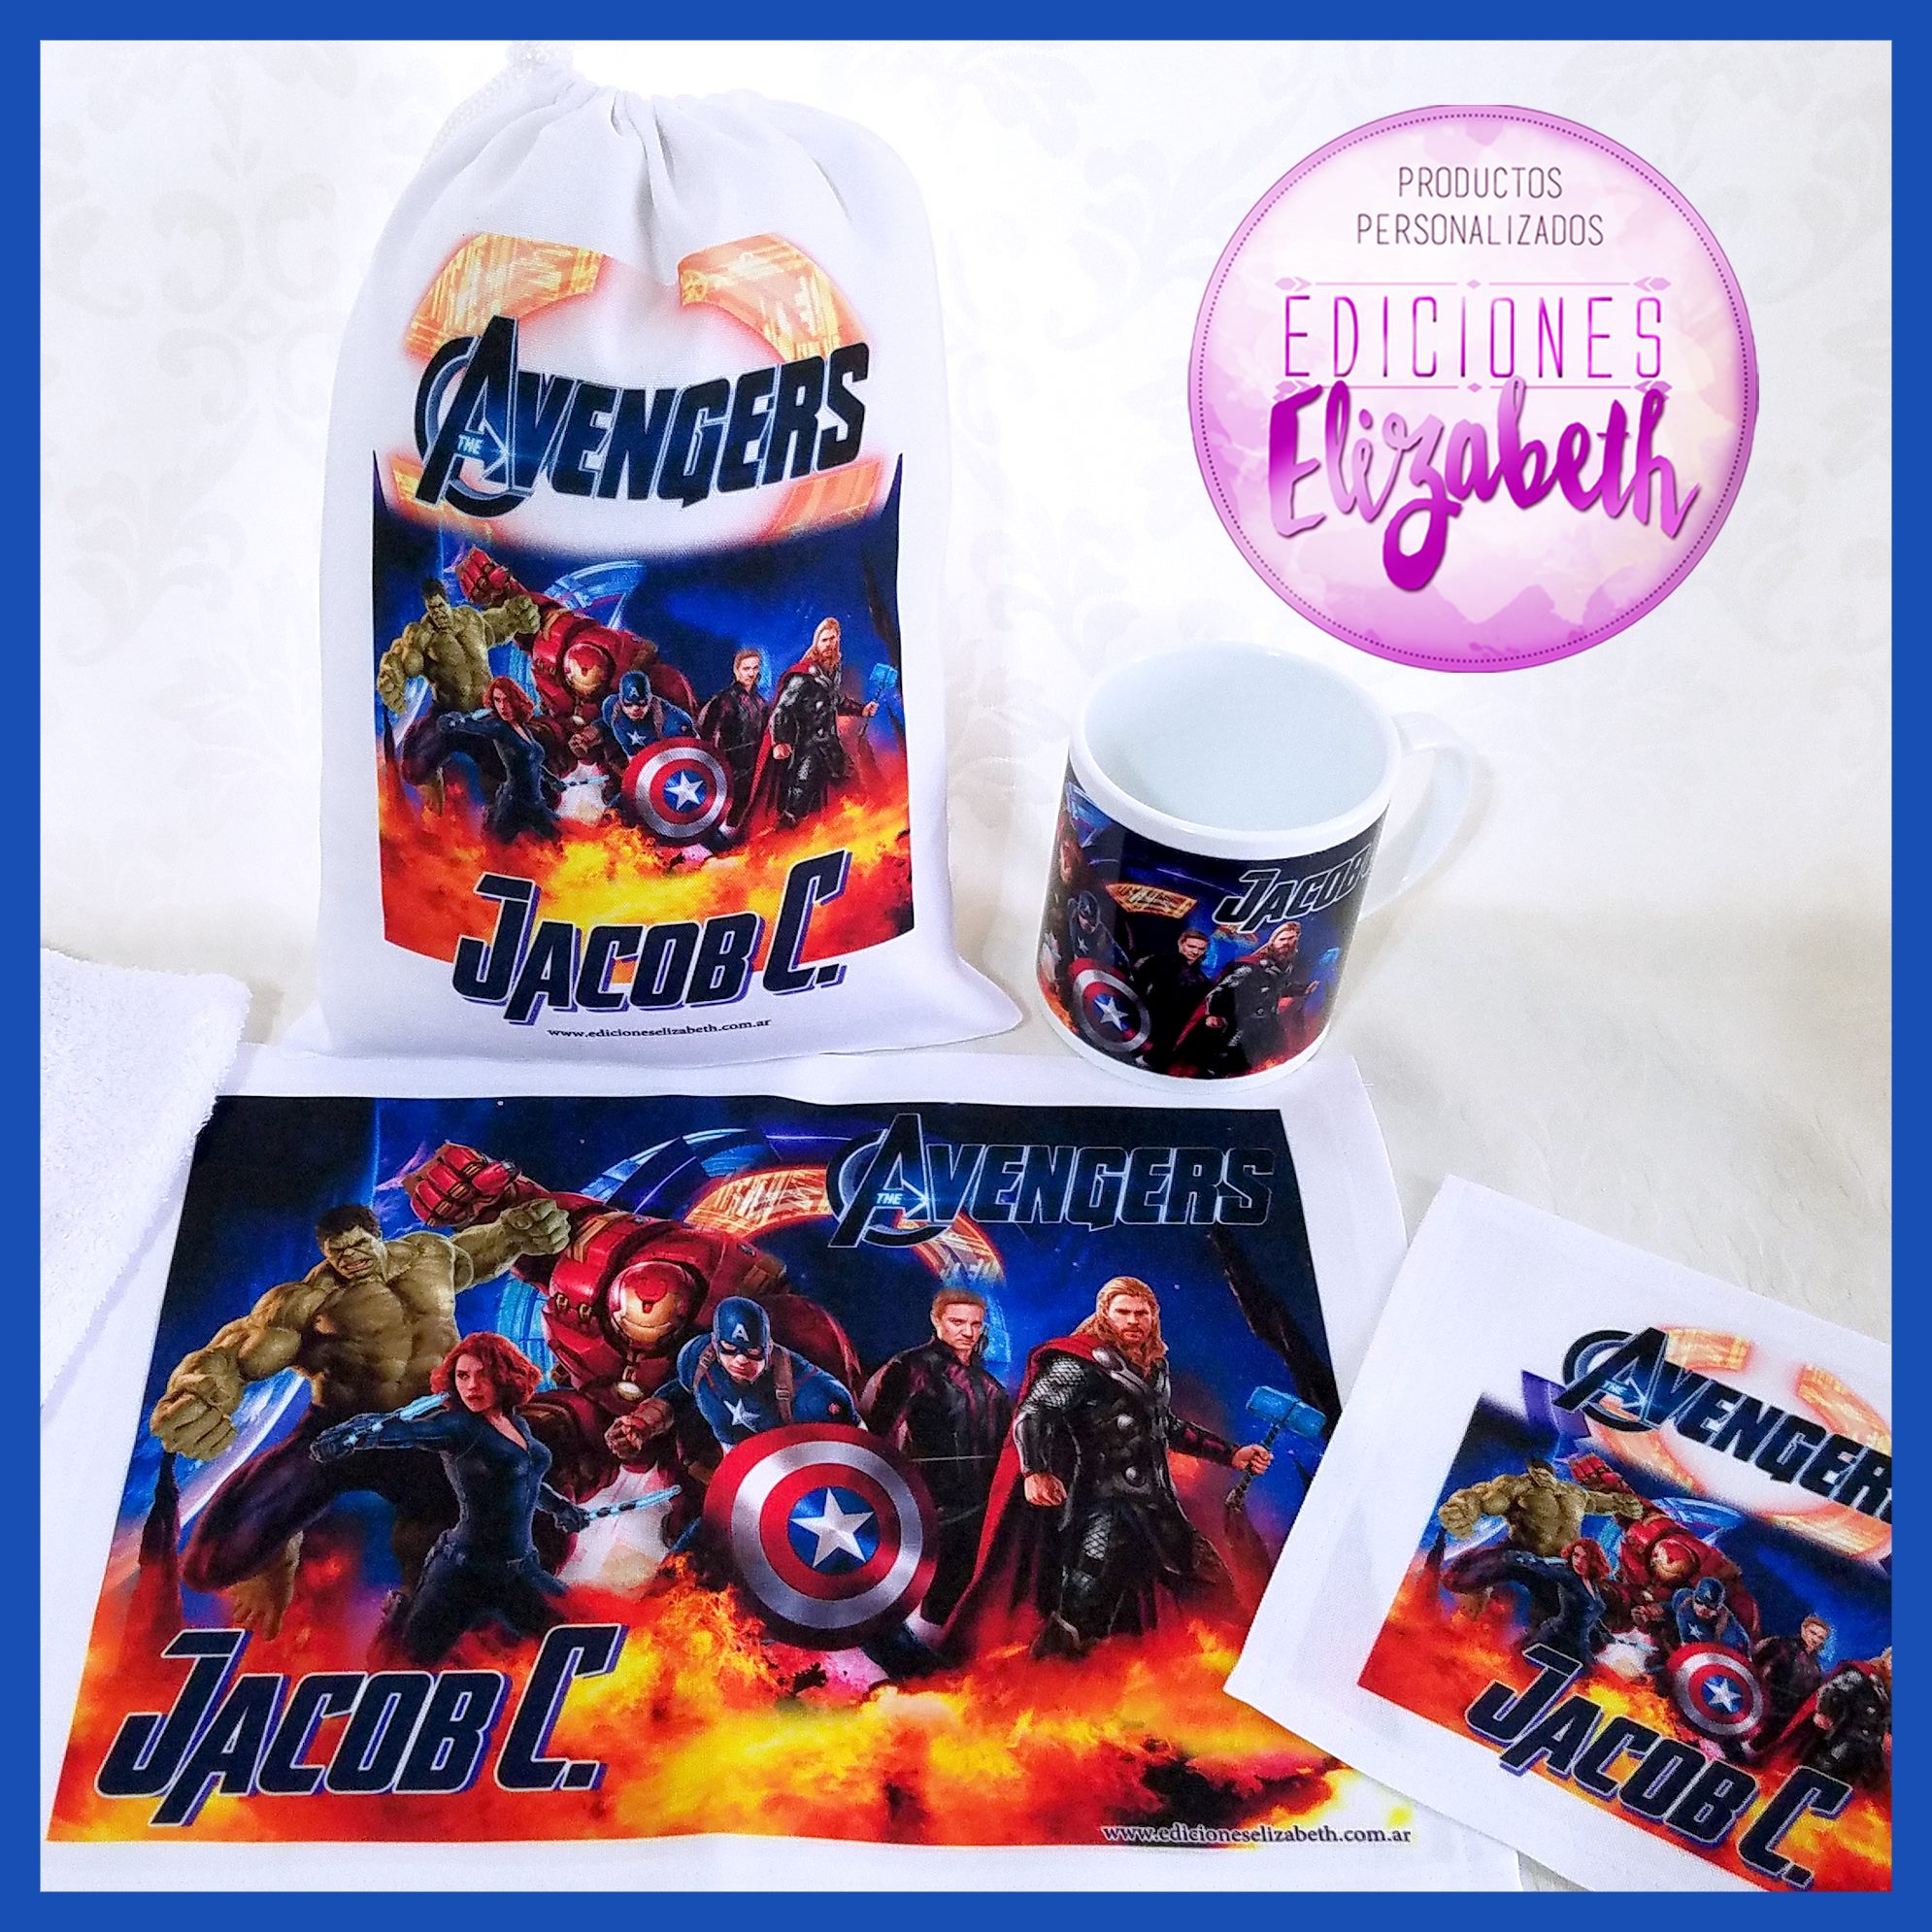 PRODUCTOS
PERSONALIZADOS
EDICIONES
Elizabeth
THE AVENGERS
JACOB C.
www.edicioneselizabeth.com.ar
JACOB
THE AVENGERS
JACOB C.
www.edicioneselizabeth.com.ar
THE AVENGERS
JACOB C.